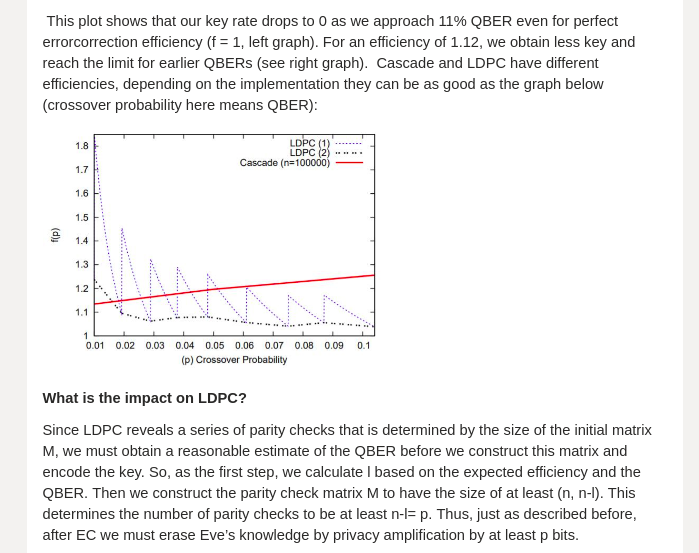 This plot shows that our key rate drops to 0 as we approach 11% QBER even for perfect
errorcorrection efficiency (f = 1, left graph). For an efficiency of 1.12, we obtain less key and
reach the limit for earlier QBERs (see right graph).  Cascade and LDPC have different
efficiencies, depending on the implementation they can be as good as the graph below
(crossover probability here means QBER):
LDPC (1)
LDPC (2)
Cascade (n=100000)
1.8
1.7
1.6
1.5
1.4
1.3
1.2
1.1
1
f(p)
0.01 0.02 0.03 0.04 0.05 0.06 0.07 0.08 0.09 0.1
(p) Crossover Probability
What is the impact on LDPC?
Since LDPC reveals a series of parity checks that is determined by the size of the initial matrix
M, we must obtain a reasonable estimate of the QBER before we construct this matrix and
encode the key. So, as the first step, we calculate l based on the expected efficiency and the
QBER. Then we construct the parity check matrix M to have the size of at least (n, n-l). This
determines the number of parity checks to be at least n-l= p. Thus, just as described before,
after EC we must erase Eve's knowledge by privacy amplification by at least p bits.